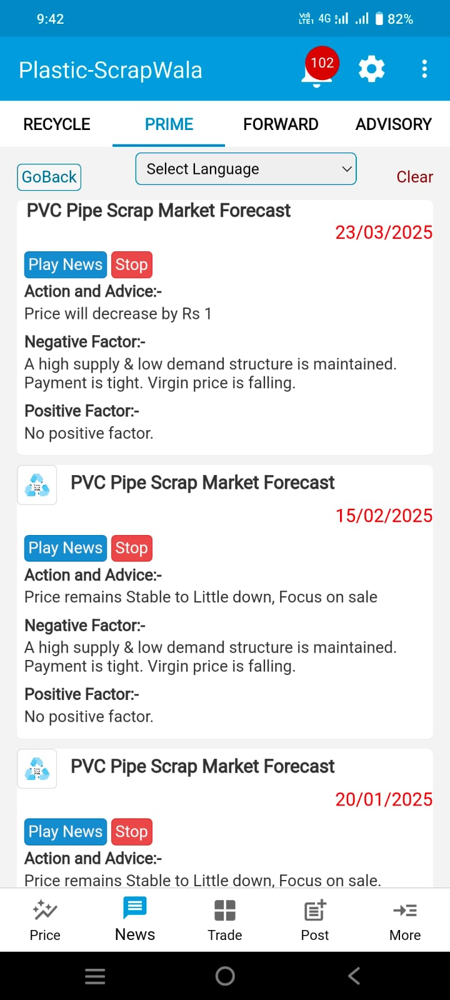 9:42
VoI) LTE1 4G 82%
Plastic-ScrapWala
102
RECYCLE PRIME FORWARD ADVISORY
GoBack Select Language Clear
PVC Pipe Scrap Market Forecast
23/03/2025
Play News Stop
Action and Advice:-
Price will decrease by Rs 1
Negative Factor:-
A high supply & low demand structure is maintained.
Payment is tight. Virgin price is falling.
Positive Factor:-
No positive factor.
PVC Pipe Scrap Market Forecast
15/02/2025
Play News Stop
Action and Advice:-
Price remains Stable to Little down, Focus on sale
Negative Factor:-
A high supply & low demand structure is maintained.
Payment is tight. Virgin price is falling.
Positive Factor:-
No positive factor.
PVC Pipe Scrap Market Forecast
20/01/2025
Play News Stop
Action and Advice:-
Price remains Stable to Little down, Focus on sale.
Price News Trade Post More